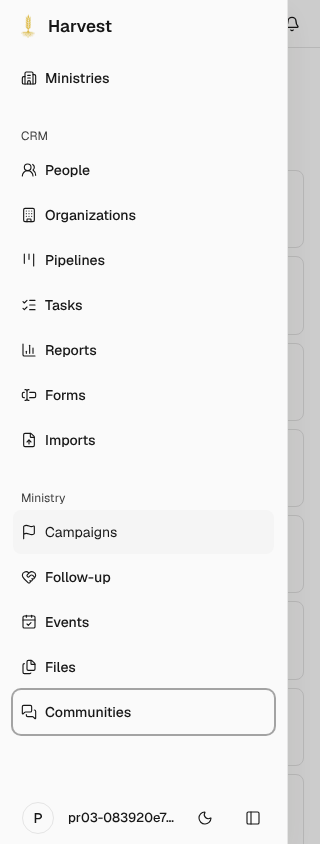 Harvest
Ministries
CRM
People
Organizations
Pipelines
Tasks
Reports
Forms
Imports
Ministry
Campaigns
Follow-up
Events
Files
Communities
P
pr03-083920e7...